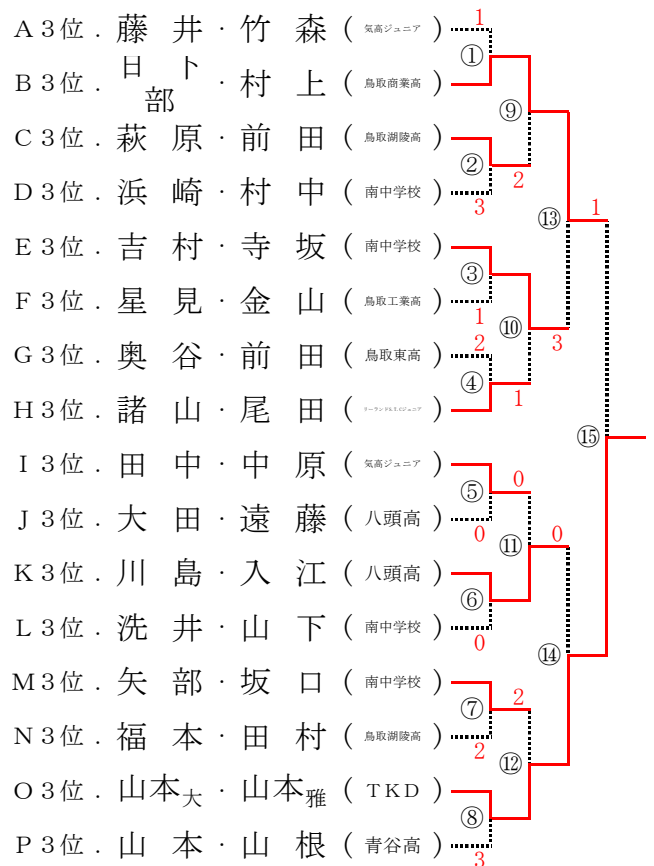 A3位．藤井・竹森（気高ジュニア）
1
①
B3位．日下部・村上（鳥取商業高）
⑨
C3位．萩原・前田（鳥取湖陵高）
②
2
D3位．浜崎・村中（南中学校）
3
⑬
1
E3位．吉村・寺坂（南中学校）
③
F3位．星見・金山（鳥取工業高）
1
⑩
3
G3位．奥谷・前田（鳥取東高）
2
④
1
H3位．諸山・尾田
⑮
I3位．田中・中原（気高ジュニア）
⑤
0
J3位．大田・遠藤（八頭高）
0
⑪
0
K3位．川島・入江（八頭高）
⑥
L3位．洗井・山下（南中学校）
0
⑭
M3位．矢部・坂口（南中学校）
⑦
2
N3位．福本・田村（鳥取湖陵高）
2
⑫
O3位．山本大・山本雅（TKD）
⑧
P3位．山本・山根（青谷高）
3